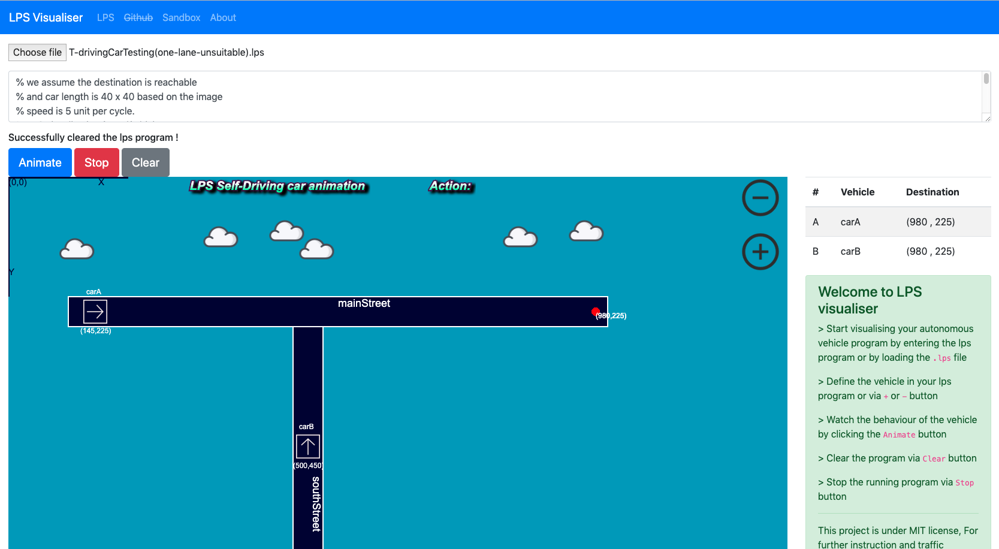 LPS Visualiser LPS Github Sandbox About
Choose file T-drivingCarTesting(one-lane-unsuitable).lps
% we assume the destination is reachable
% and car length is 40 x 40 based on the image
% speed is 5 unit per cycle.
Successfully cleared the lps program !
Animate Stop Clear
(0,0) X
LPS Self-Driving car animation Action:
Y
carA
mainStreet
(980,225)
(145,225)
carB
(500,450)
southStreet
# Vehicle Destination
A carA (980 , 225)
B carB (980 , 225)
Welcome to LPS
visualiser
> Start visualising your autonomous
vehicle program by entering the lps
program or by loading the .lps file
> Define the vehicle in your lps
program or via + or − button
> Watch the behaviour of the vehicle
by clicking the Animate button
> Clear the program via Clear button
> Stop the running program via Stop
button
This project is under MIT license, For
further instruction and traffic